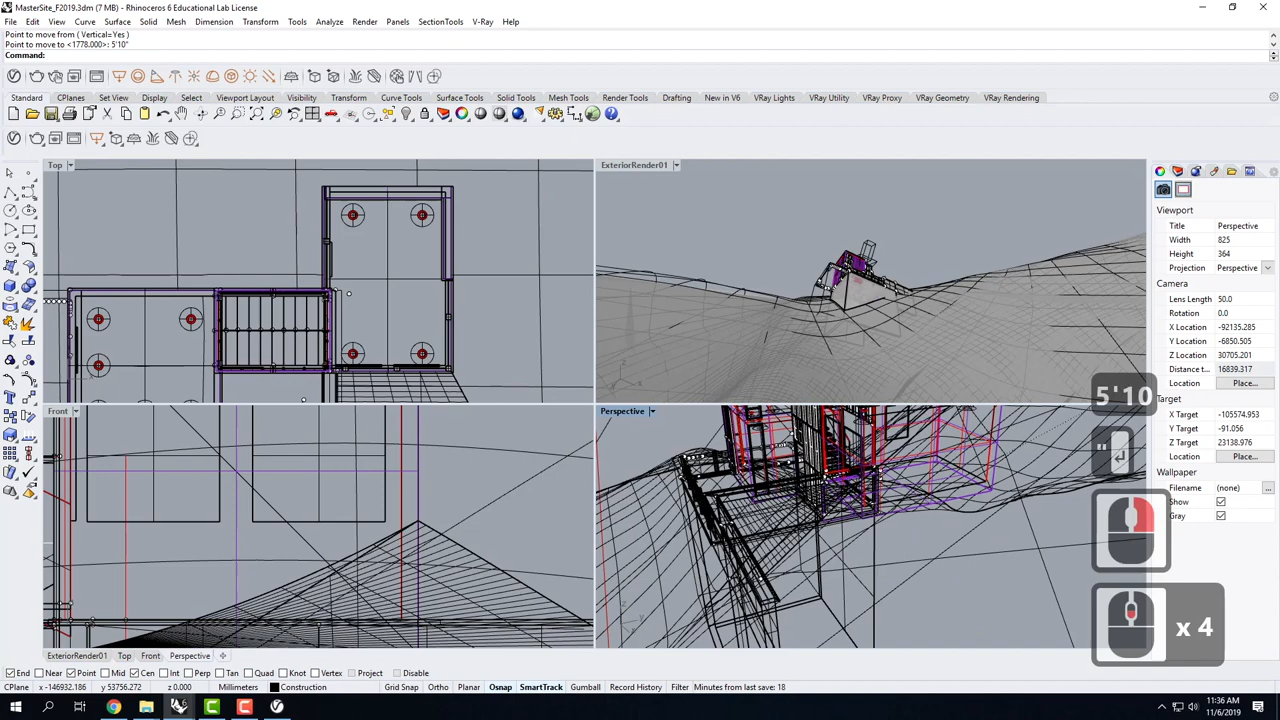 MasterSite_F2019.3dm (7 MB) - Rhinoceros 6 Educational Lab License
File Edit View Curve Surface Solid Mesh Dimension Transform Tools Analyze Render Panels SectionTools V-Ray Help
Point to move from ( Vertical=Yes )
Point to move to <1778.000>: 5'10"
Command:
Standard CPlanes Set View Display Select Viewport Layout Visibility Transform Curve Tools Surface Tools Solid Tools Mesh Tools Render Tools Drafting New in V6 VRay Lights VRay Utility VRay Proxy VRay Geometry VRay Rendering
Top
ExteriorRender01
Front
Perspective
Viewport
Title Perspective
Width 825
Height 364
Projection Perspective
Camera
Lens Length 50.0
Rotation 0.0
X Location -92135.285
Y Location -6850.505
Z Location 30705.201
Distance t... 16839.317
Location Place...
Target
X Target -105574.953
Y Target -91.056
Z Target 23138.976
Location Place...
Wallpaper
Filename (none) ...
Show
Gray
5'10
"
x 4
ExteriorRender01 Top Front Perspective
End Near Point Mid Cen Int Perp Tan Quad Knot Vertex Project Disable
CPlane x -146932.186 y 53756.272 z 0.000 Millimeters Construction Grid Snap Ortho Planar Osnap SmartTrack Gumball Record History Filter Minutes from last save: 18
11:36 AM
11/6/2019